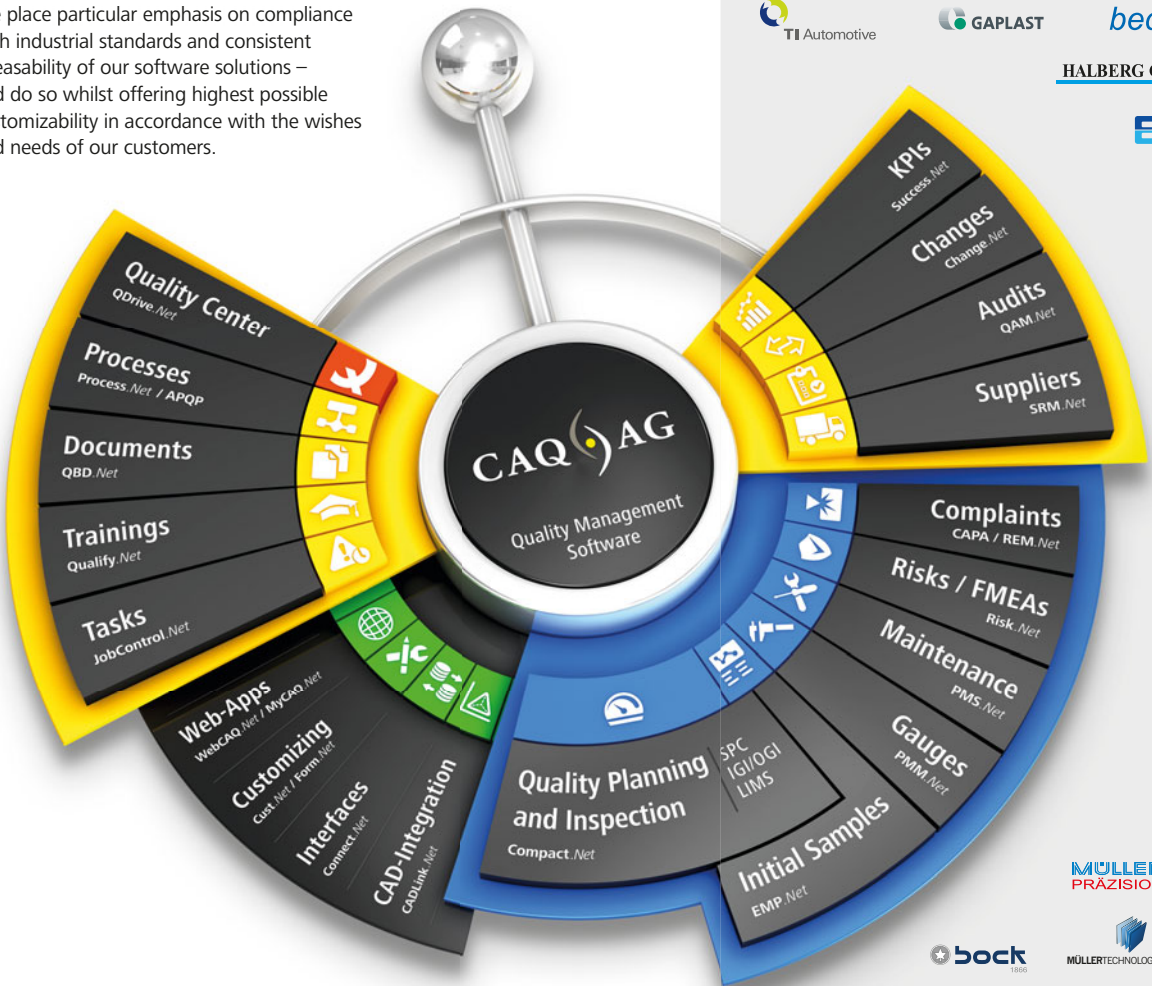 e place particular emphasis on compliance
h industrial standards and consistent
easability of our software solutions –
d do so whilst offering highest possible
tomizability in accordance with the wishes
d needs of our customers.
TI Automotive
GAPLAST
HALBERG
KPIs
Success.Net
Changes
Change.Net
Audits
QAM.Net
Suppliers
SRM.Net
Quality Center
QDrive.Net
Processes
Process.Net / APQP
Documents
QBD.Net
Trainings
Qualify.Net
Tasks
JobControl.Net
CAQ AG
Quality Management
Software
Complaints
CAPA / REM.Net
Risks / FMEAs
Risk.Net
Maintenance
PMS.Net
Gauges
PMM.Net
Initial Samples
EMP.Net
Quality Planning
and Inspection
Compact.Net
SPC
IGI/OGI
LIMS
Web-Apps
WebCAQ.Net / MyCAQ.Net
Customizing
Cust.Net / Form.Net
Interfaces
Connect.Net
CAD-Integration
CADLink.Net
MÜLLE
PRÄZISIO
bock
1866
MÜLLERTECHNOLOG